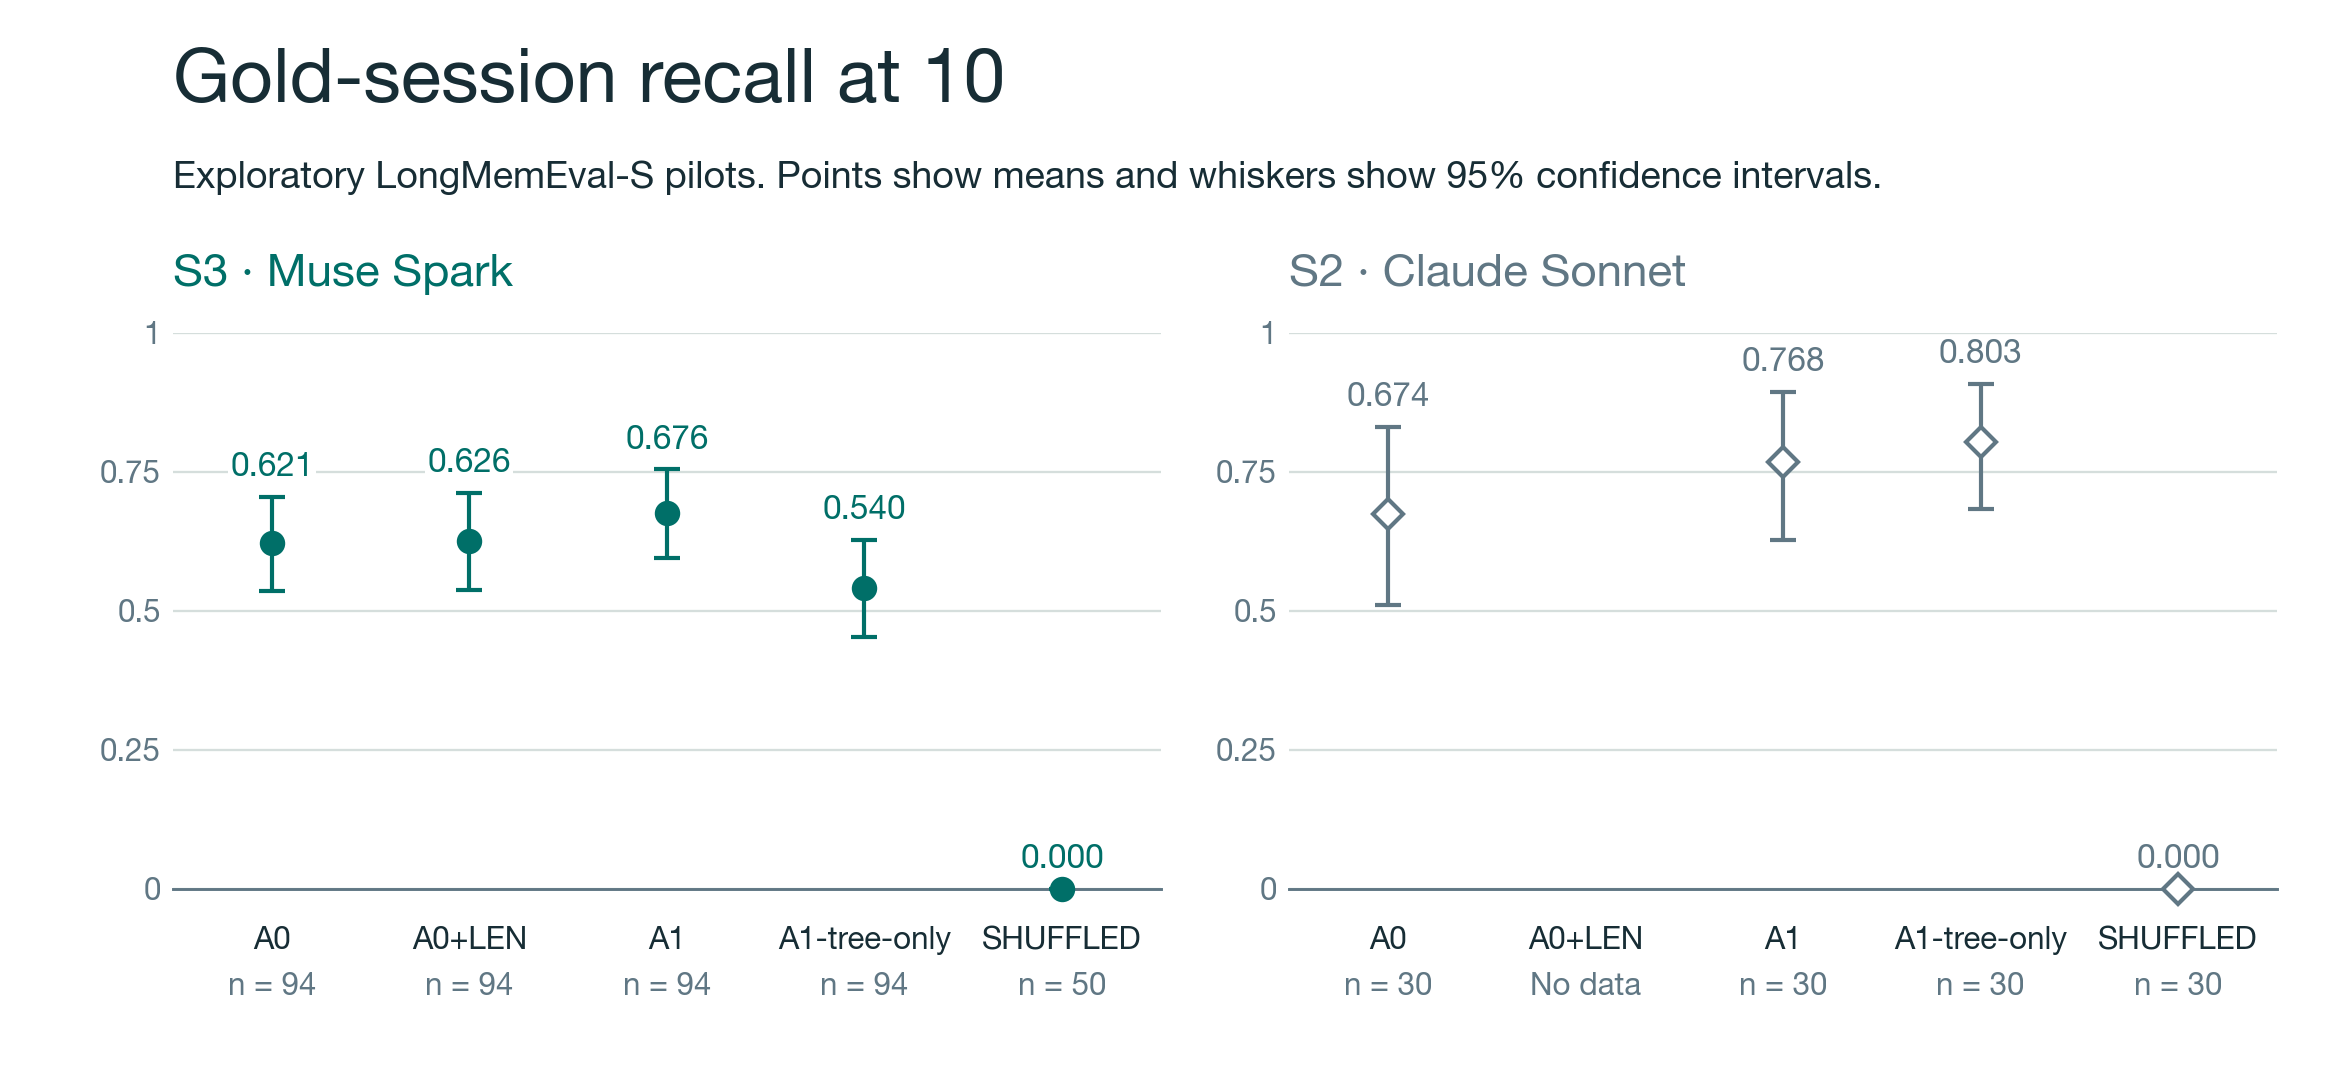 Gold-session recall at 10
Exploratory LongMemEval-S pilots. Points show means and whiskers show 95% confidence intervals.
S3 · Muse Spark
1
0.75
0.5
0.25
0
0.621
0.626
0.676
0.540
0.000
A0
A0+LEN
A1
A1-tree-only
SHUFFLED
n = 94
n = 94
n = 94
n = 94
n = 50
S2 · Claude Sonnet
1
0.75
0.5
0.25
0
0.674
0.768
0.803
0.000
A0
A0+LEN
A1
A1-tree-only
SHUFFLED
n = 30
No data
n = 30
n = 30
n = 30